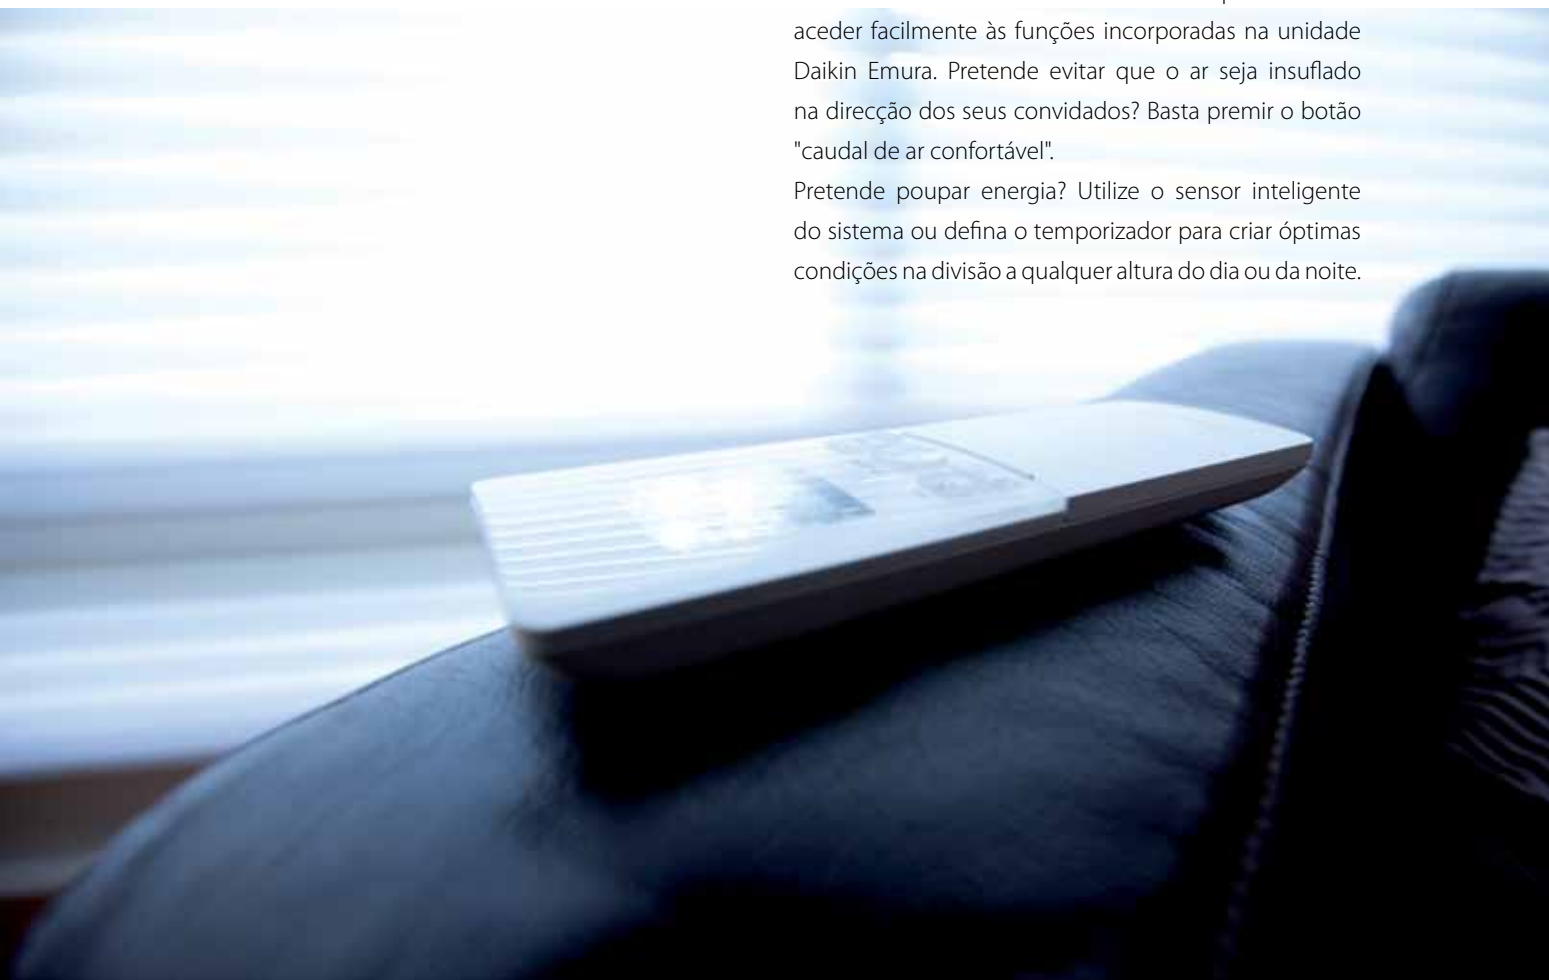 aceder facilmente às funções incorporadas na unidade
Daikin Emura. Pretende evitar que o ar seja insuflado
na direcção dos seus convidados? Basta premir o botão
"caudal de ar confortável".
Pretende poupar energia? Utilize o sensor inteligente
do sistema ou defina o temporizador para criar óptimas
condições na divisão a qualquer altura do dia ou da noite.